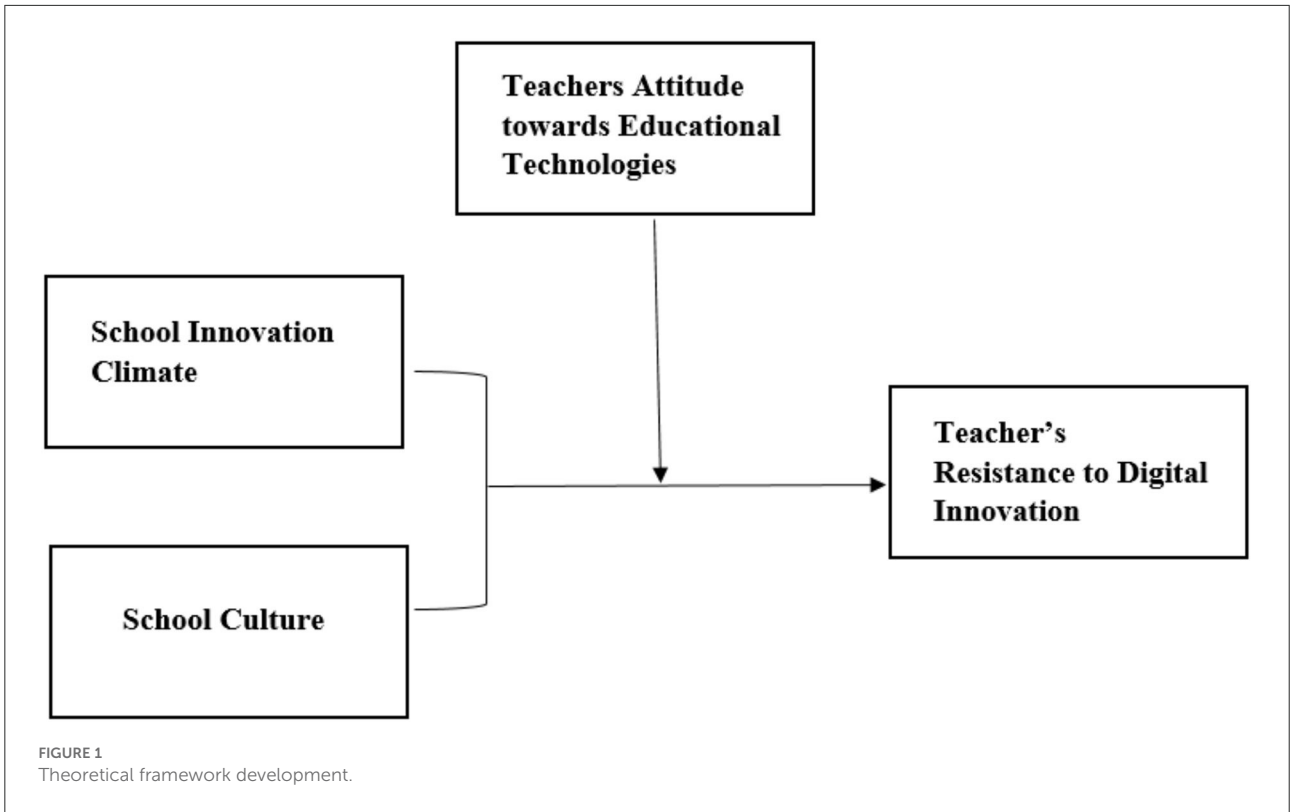 Teachers Attitude
towards Educational
Technologies
School Innovation
Climate
Teacher's
Resistance to Digital
Innovation
School Culture
FIGURE 1
Theoretical framework development.